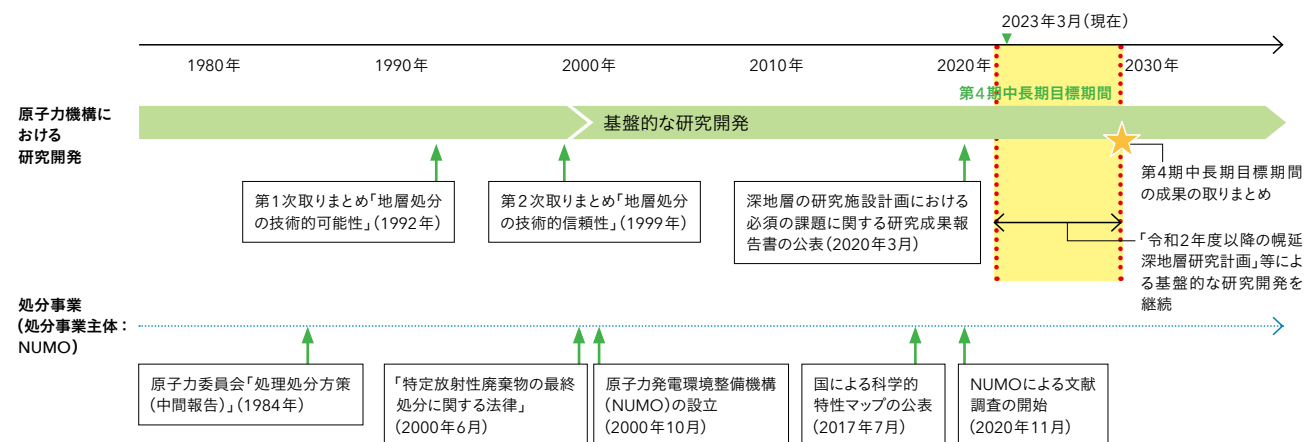 2023年3月(現在)
1980年
1990年
2000年
2010年
2020年
2030年
第4期中長期目標期間
原子力機構に
おける
研究開発
基盤的な研究開発
第1次取りまとめ「地層処分
の技術的可能性」(1992年)
第2次取りまとめ「地層処分
の技術的信頼性」(1999年)
深地層の研究施設計画における
必須の課題に関する研究成果報
告書の公表(2020年3月)
第4期中長期目標期間
の成果の取りまとめ
「令和2年度以降の幌延
深地層研究計画」等によ
る基盤的な研究開発を
継続
処分事業
(処分事業主体:
NUMO)
原子力委員会「処理処分方策
(中間報告)」(1984年)
「特定放射性廃棄物の最終
処分に関する法律」
(2000年6月)
原子力発電環境整備機構
(NUMO)の設立
(2000年10月)
国による科学的
特性マップの公表
(2017年7月)
NUMOによる文献
調査の開始
(2020年11月)